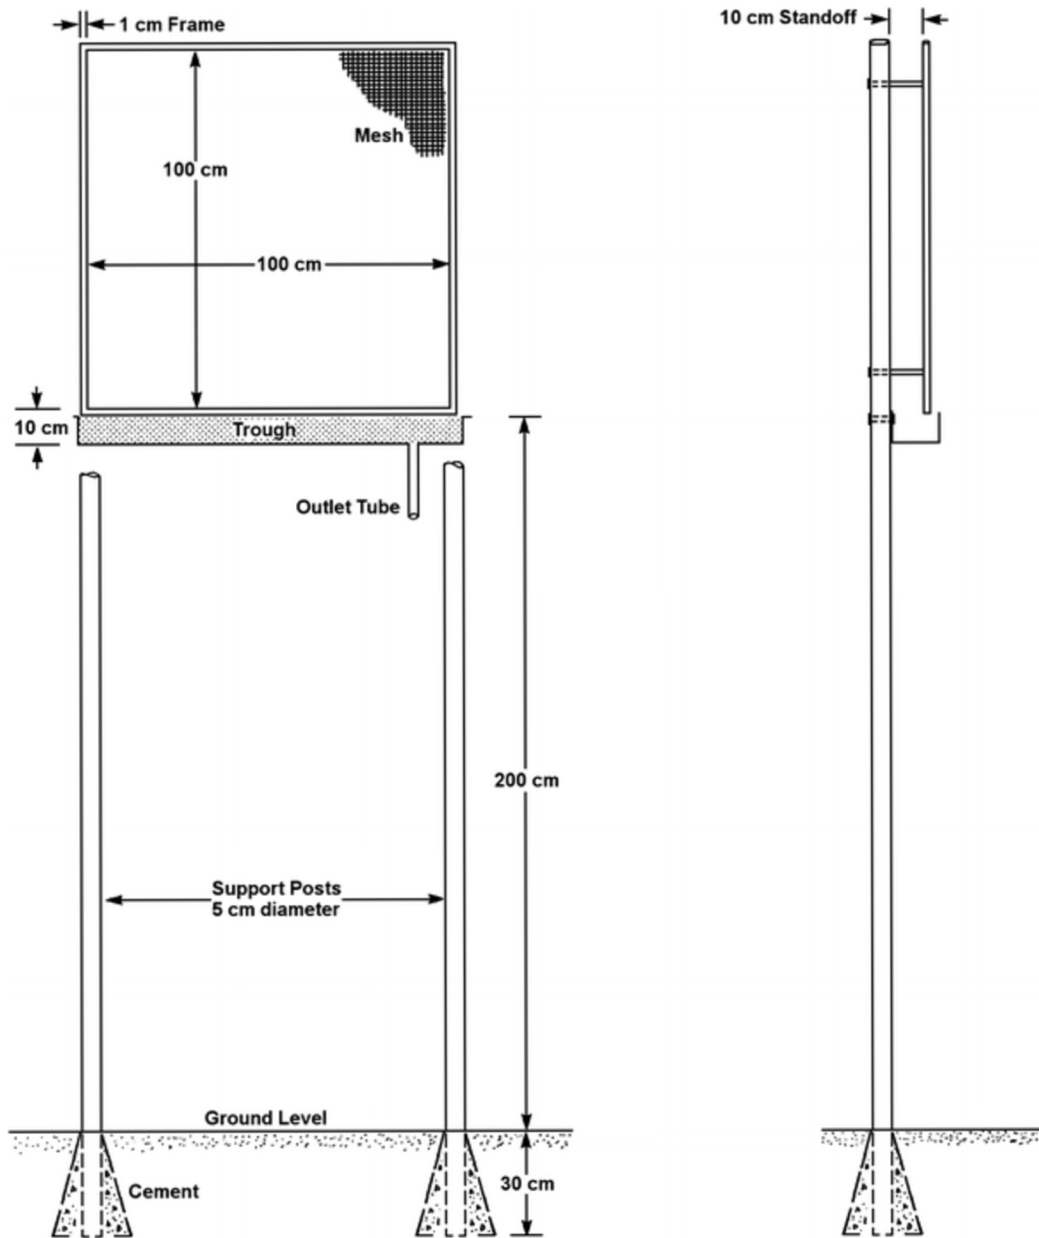 1 cm Frame
10 cm Standoff
Mesh
100 cm
100 cm
10 cm
Trough
Outlet Tube
200 cm
Support Posts
5 cm diameter
Ground Level
30 cm
Cement